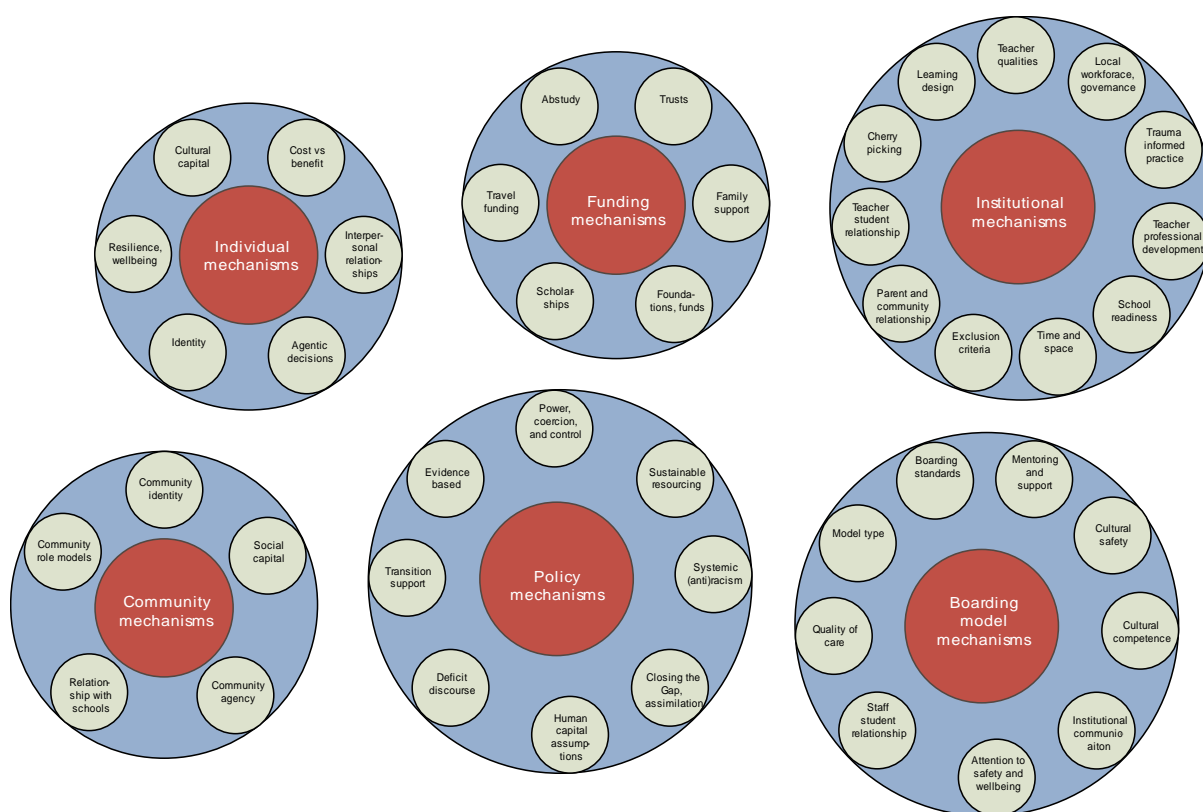 Cultural
capital
Cost vs
benefit
Resilience,
wellbeing
Individual
mechanisms
Interper-
sonal
relation-
ships
Identity
Agentic
decisions
Abstudy
Trusts
Travel
funding
Funding
mechanisms
Family
support
Scholar-
ships
Founda-
tions, funds
Teacher
qualities
Learning
design
Local
workforace,
governance
Cherry
picking
Trauma
informed
practice
Teacher
student
relationship
Institutional
mechanisms
Teacher
professional
development
Parent and
community
relationship
School
readiness
Exclusion
criteria
Time and
space
Community
identity
Community
role models
Social
capital
Community
mechanisms
Relation-
ship with
schools
Community
agency
Power,
coercion,
and control
Evidence
based
Sustainable
resourcing
Transition
support
Policy
mechanisms
Systemic
(anti)racism
Deficit
discourse
Closing the
Gap,
assimilation
Human
capital
assump-
tions
Boarding
standards
Mentoring
and
support
Model type
Cultural
safety
Quality of
care
Boarding
model
mechanisms
Cultural
competence
Staff
student
relationship
Institutional
communic-
aiton
Attention to
safety and
wellbeing